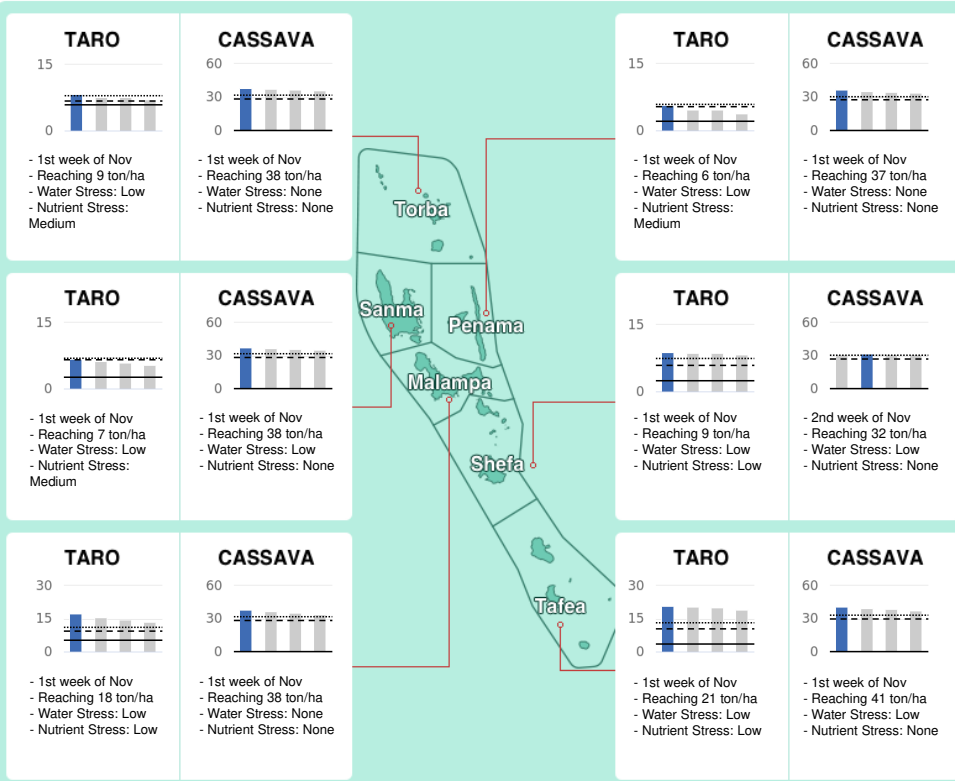 TARO
15
0
- 1st week of Nov
- Reaching 9 ton/ha
- Water Stress: Low
- Nutrient Stress:
Medium
CASSAVA
60
30
0
- 1st week of Nov
- Reaching 38 ton/ha
- Water Stress: None
- Nutrient Stress: None
TARO
15
0
- 1st week of Nov
- Reaching 6 ton/ha
- Water Stress: Low
- Nutrient Stress:
Medium
CASSAVA
60
30
0
- 1st week of Nov
- Reaching 37 ton/ha
- Water Stress: None
- Nutrient Stress: None
Torba
Sanma
Penama
Malampa
Shefa
Tafea
TARO
15
0
- 1st week of Nov
- Reaching 7 ton/ha
- Water Stress: Low
- Nutrient Stress:
Medium
CASSAVA
60
30
0
- 1st week of Nov
- Reaching 38 ton/ha
- Water Stress: Low
- Nutrient Stress: None
TARO
15
0
- 1st week of Nov
- Reaching 9 ton/ha
- Water Stress: Low
- Nutrient Stress: Low
CASSAVA
60
30
0
- 2nd week of Nov
- Reaching 32 ton/ha
- Water Stress: Low
- Nutrient Stress: None
TARO
30
15
0
- 1st week of Nov
- Reaching 18 ton/ha
- Water Stress: Low
- Nutrient Stress: Low
CASSAVA
60
30
0
- 1st week of Nov
- Reaching 38 ton/ha
- Water Stress: None
- Nutrient Stress: None
TARO
30
15
0
- 1st week of Nov
- Reaching 21 ton/ha
- Water Stress: Low
- Nutrient Stress: Low
CASSAVA
60
30
0
- 1st week of Nov
- Reaching 41 ton/ha
- Water Stress: Low
- Nutrient Stress: None